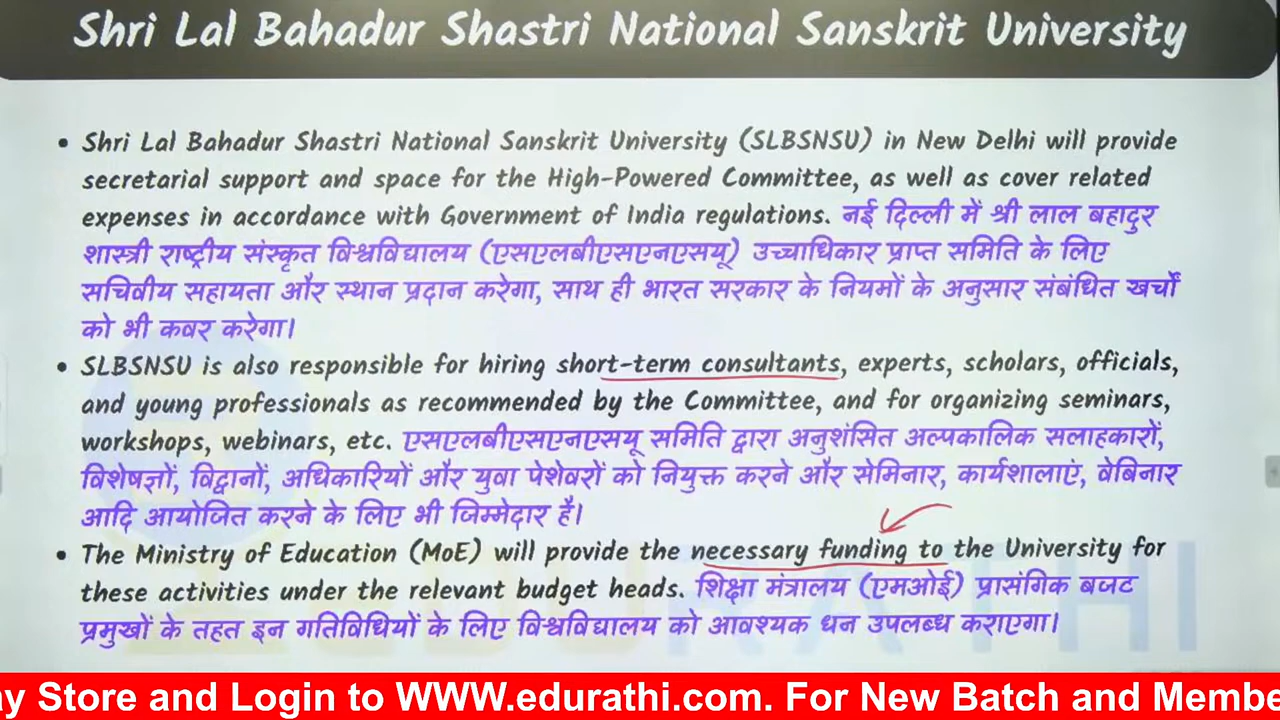 Shri Lal Bahadur Shastri National Sanskrit University
• Shri Lal Bahadur Shastri National Sanskrit University (SLBSNSU) in New Delhi will provide
secretarial support and space for the High-Powered Committee, as well as cover related
expenses in accordance with Government of India regulations. नई दिल्ली में श्री लाल बहादुर
शास्त्री राष्ट्रीय संस्कृत विश्वविद्यालय (एसएलबीएसएनएसयू) उच्चाधिकार प्राप्त समिति के लिए
सचिवीय सहायता और स्थान प्रदान करेगा, साथ ही भारत सरकार के नियमों के अनुसार संबंधित खर्चों
को भी कवर करेगा।
• SLBSNSU is also responsible for hiring short-term consultants, experts, scholars, officials,
and young professionals as recommended by the Committee, and for organizing seminars,
workshops, webinars, etc. एसएलबीएसएनएसयू समिति द्वारा अनुशंसित अल्पकालिक सलाहकारों,
विशेषज्ञों, विद्वानों, अधिकारियों और युवा पेशेवरों को नियुक्त करने और सेमिनार, कार्यशालाएं, वेबिनार
आदि आयोजित करने के लिए भी जिम्मेदार है।
• The Ministry of Education (MoE) will provide the necessary funding to the University for
these activities under the relevant budget heads. शिक्षा मंत्रालय (एमओई) प्रासंगिक बजट
प्रमुखों के तहत इन गतिविधियों के लिए विश्वविद्यालय को आवश्यक धन उपलब्ध कराएगा।
ay Store and Login to WWW.edurathi.com. For New Batch and Membe